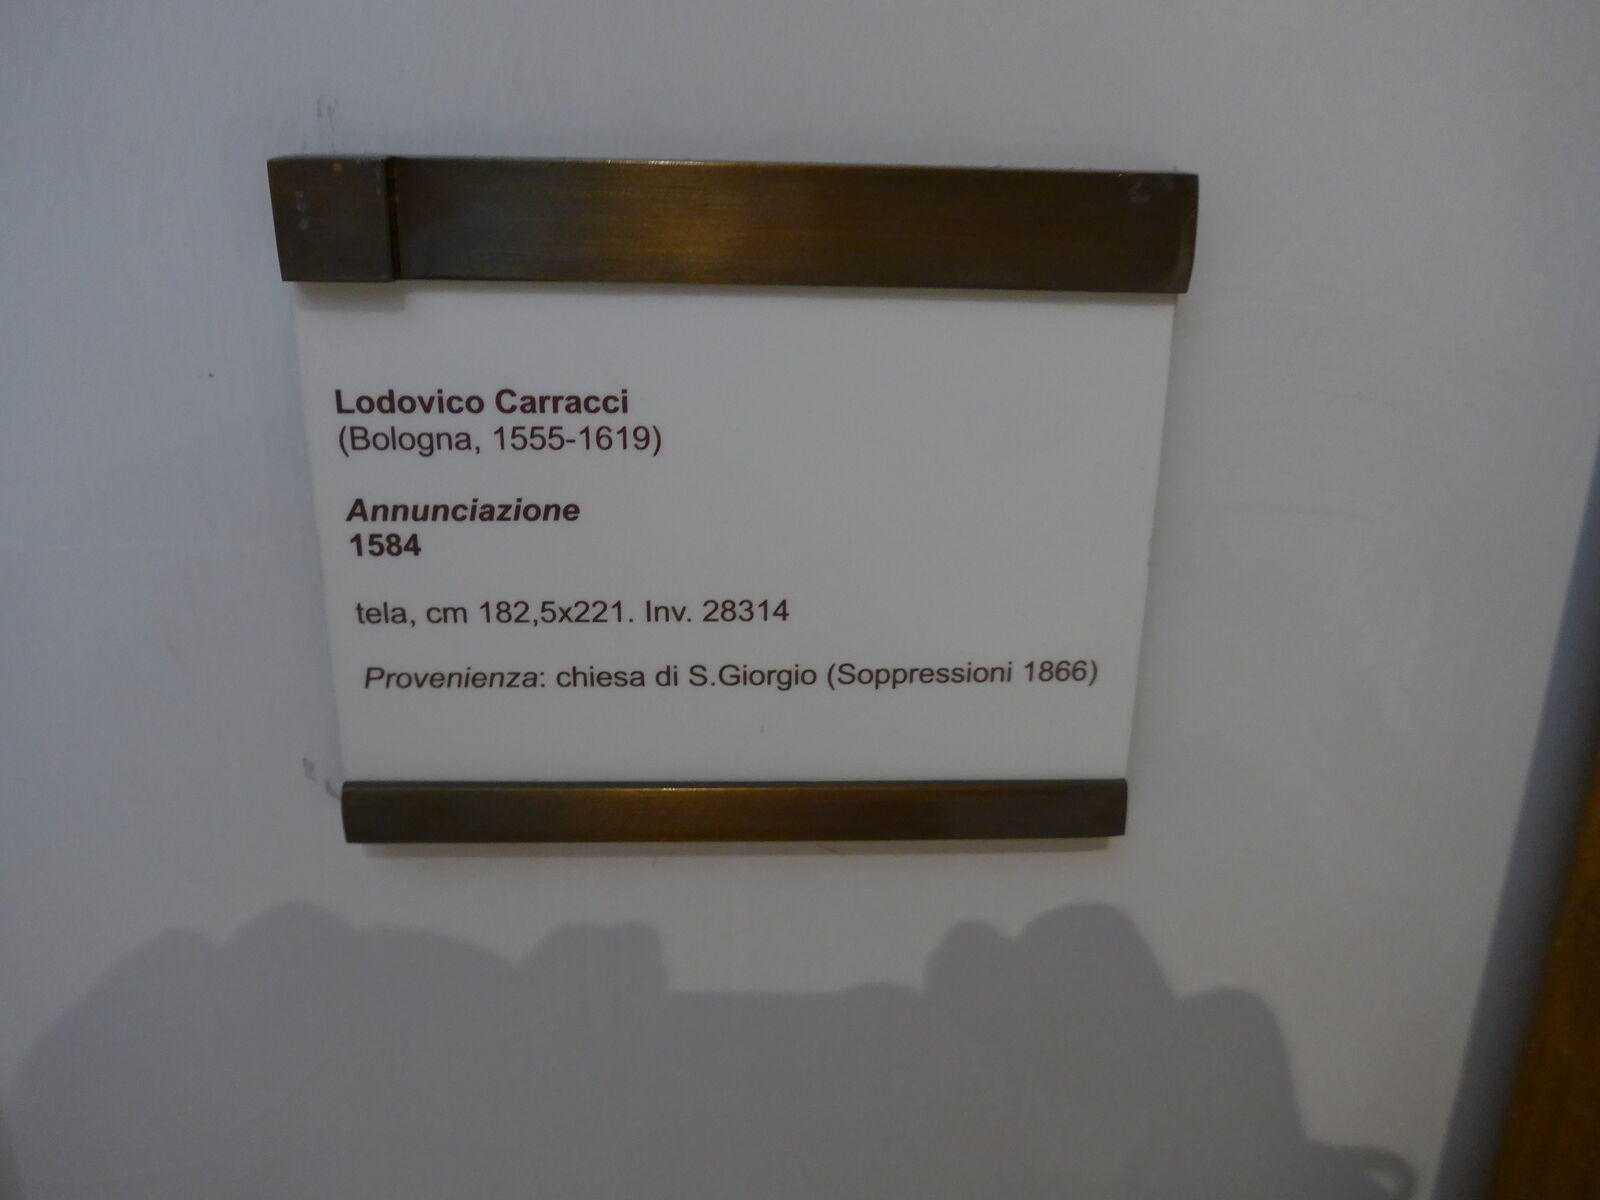 Lodovico Carracci
(Bologna, 1555-1619)
Annunciazione
1584
tela, cm 182,5x221. Inv. 28314
Provenienza: chiesa di S.Giorgio (Soppressioni 1866)